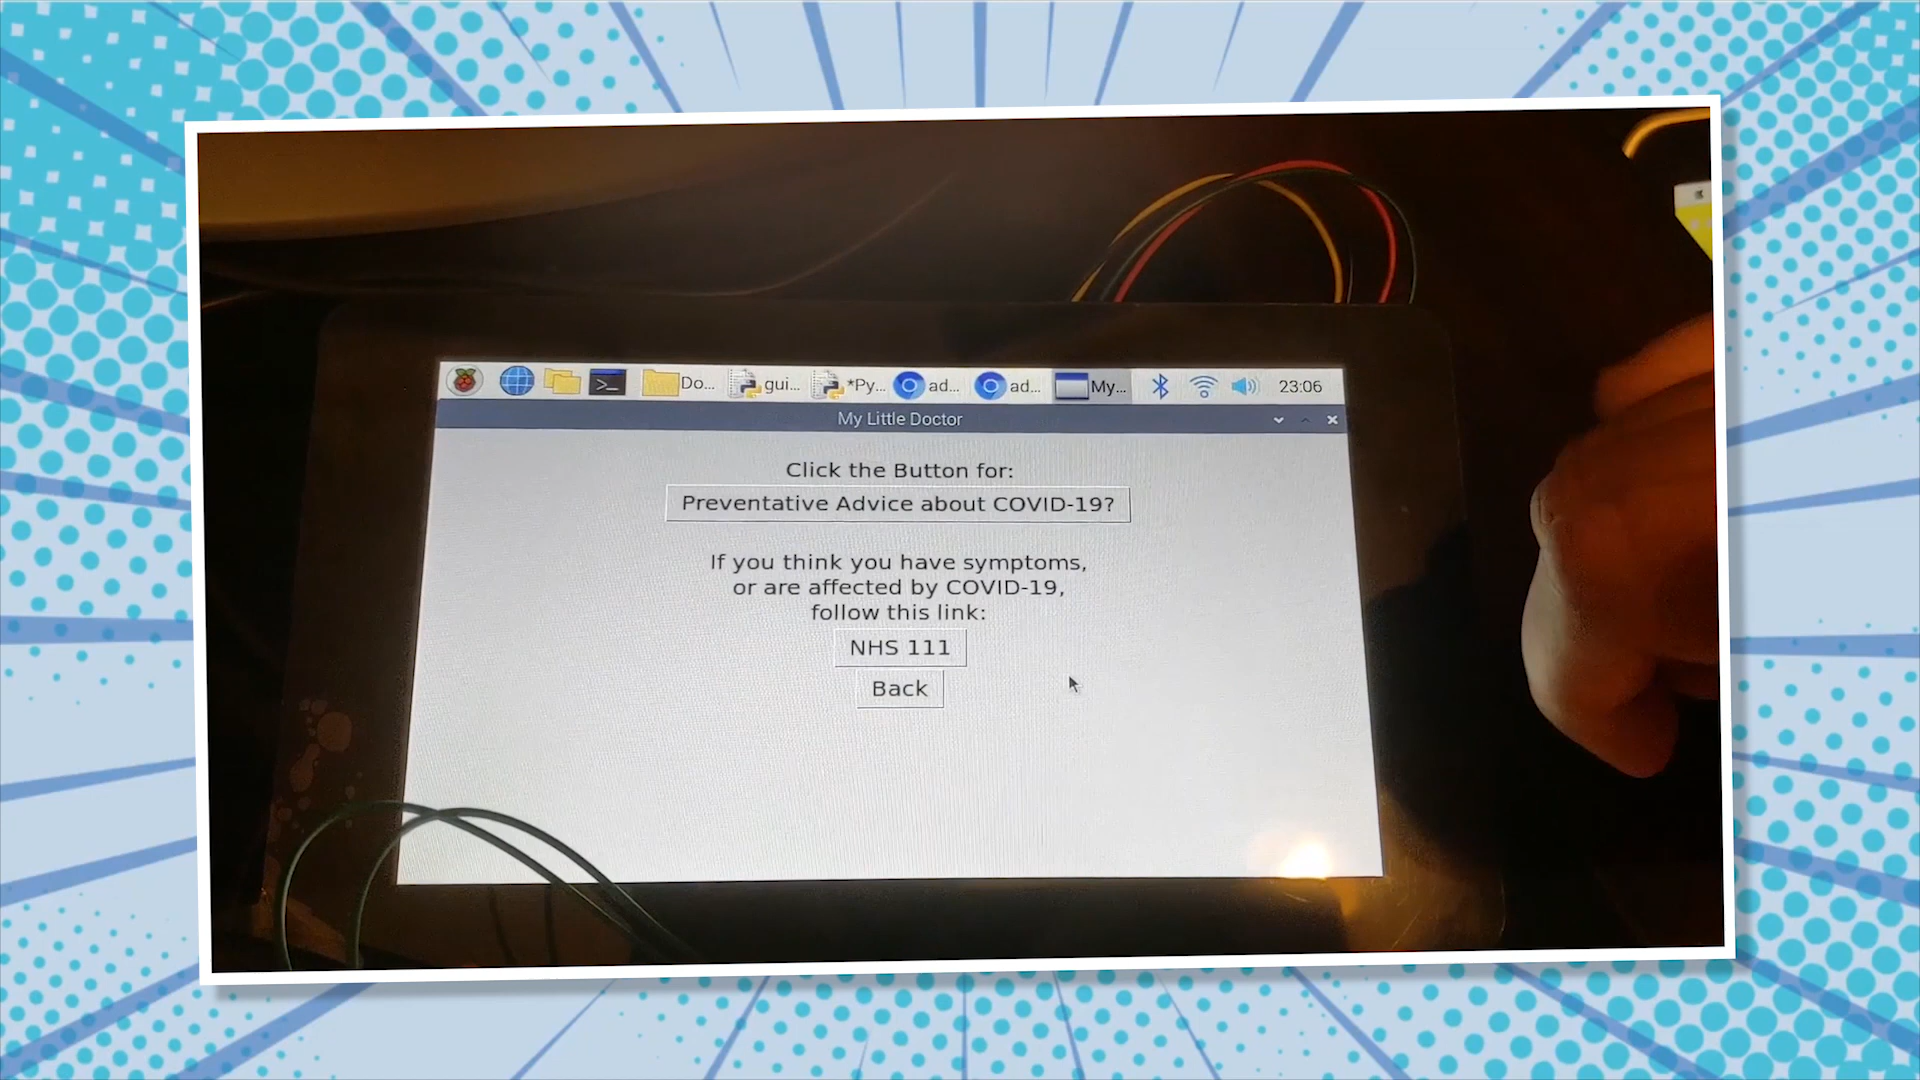 Do... gui... *Py... ad... ad... My... 23:06
My Little Doctor
Click the Button for:
Preventative Advice about COVID-19?
If you think you have symptoms,
or are affected by COVID-19,
follow this link:
NHS 111
Back